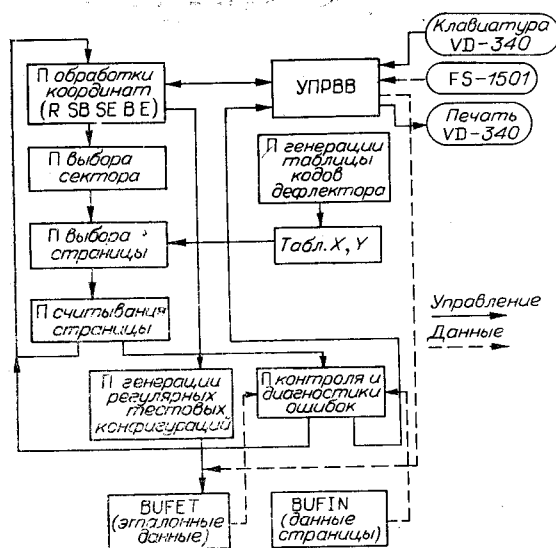 Клавиатура
VD-340
FS-1501
Печать
VD-340
П обработки
координат
(R SB SE B E)
УПРВВ
П выбора
сектора
П генерации
таблицы
кодов
дефлектора
П выбора
страницы
Табл. X, Y
П считывания
страницы
Управление
Данные
П генерации
регулярных
тестовых
конфигураций
П контроля и
диагностики
ошибок
BUFET
(эталонные
данные)
BUFIN
(данные
страницы)